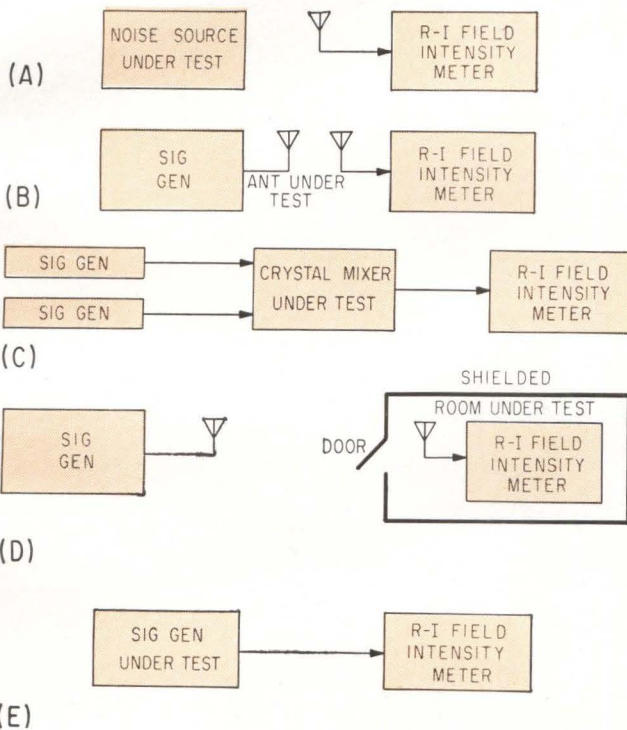 (A)
NOISE SOURCE
UNDER TEST
R-I FIELD
INTENSITY
METER
(B)
SIG
GEN
ANT UNDER
TEST
R-I FIELD
INTENSITY
METER
(C)
SIG GEN
SIG GEN
CRYSTAL MIXER
UNDER TEST
R-I FIELD
INTENSITY
METER
(D)
SIG
GEN
DOOR
SHIELDED
ROOM UNDER TEST
R-I FIELD
INTENSITY
METER
(E)
SIG GEN
UNDER TEST
R-I FIELD
INTENSITY
METER